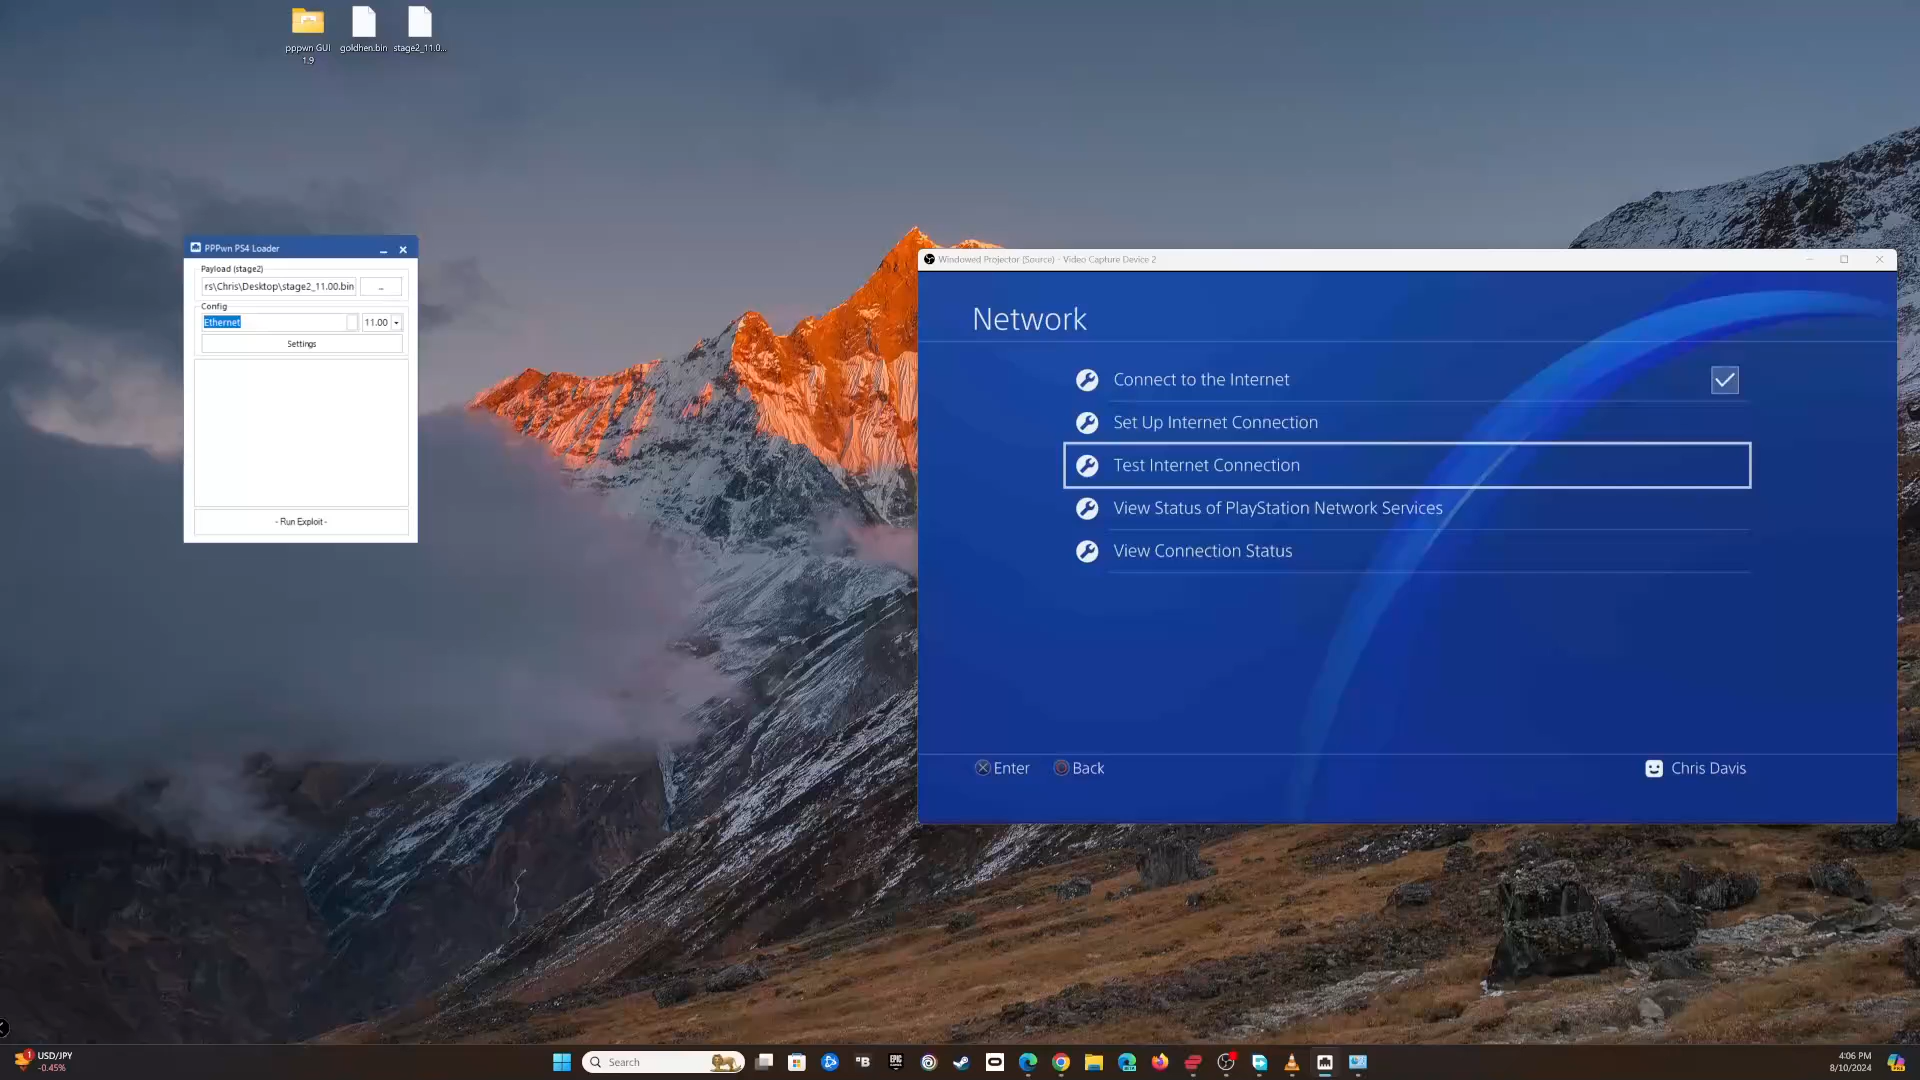 pppwn GUI
1.9
goldhen.bin
stage2_11.0...
PPPwn PS4 Loader
Payload (stage2)
rs\Chris\Desktop\stage2_11.00.bin
...
Config
Ethernet
11.00
Settings
- Run Exploit -
Windowed Projector (Source) - Video Capture Device 2
Network
Connect to the Internet
Set Up Internet Connection
Test Internet Connection
View Status of PlayStation Network Services
View Connection Status
Enter
Back
Chris Davis
1
USD/JPY
-0.45%
Search
4:06 PM
8/10/2024